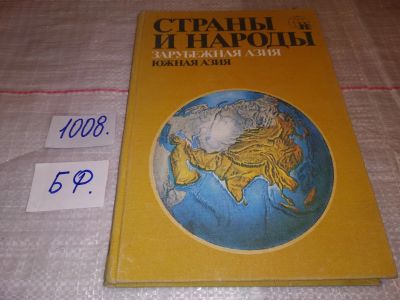 СТРАНЫ
И НАРОДЫ
ЗАРУБЕЖНАЯ АЗИЯ
ЮЖНАЯ АЗИЯ
1008.
БФ.